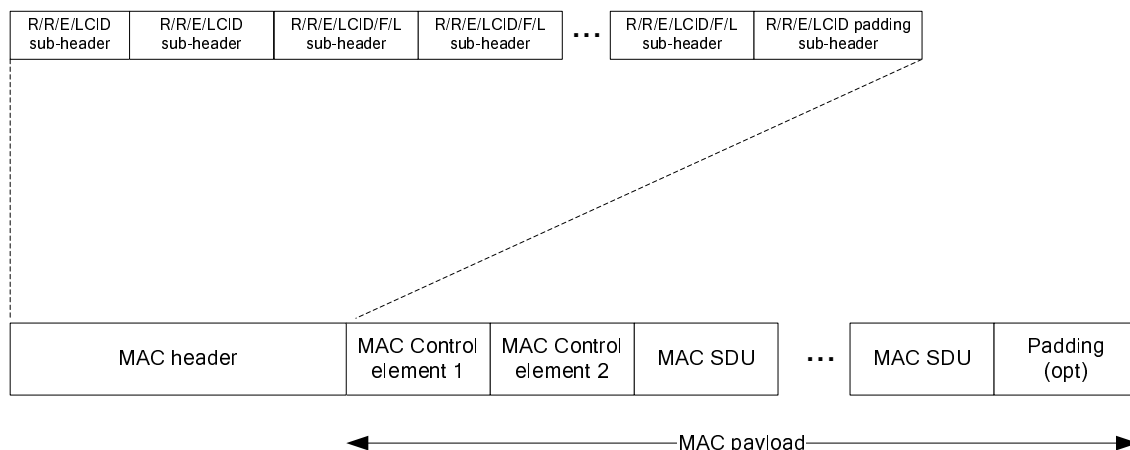 R/R/E/LCID
sub-header
R/R/E/LCID
sub-header
R/R/E/LCID/F/L
sub-header
R/R/E/LCID/F/L
sub-header
...
R/R/E/LCID/F/L
sub-header
R/R/E/LCID padding
sub-header
MAC header
MAC Control
element 1
MAC Control
element 2
MAC SDU
...
MAC SDU
Padding
(opt)
MAC payload